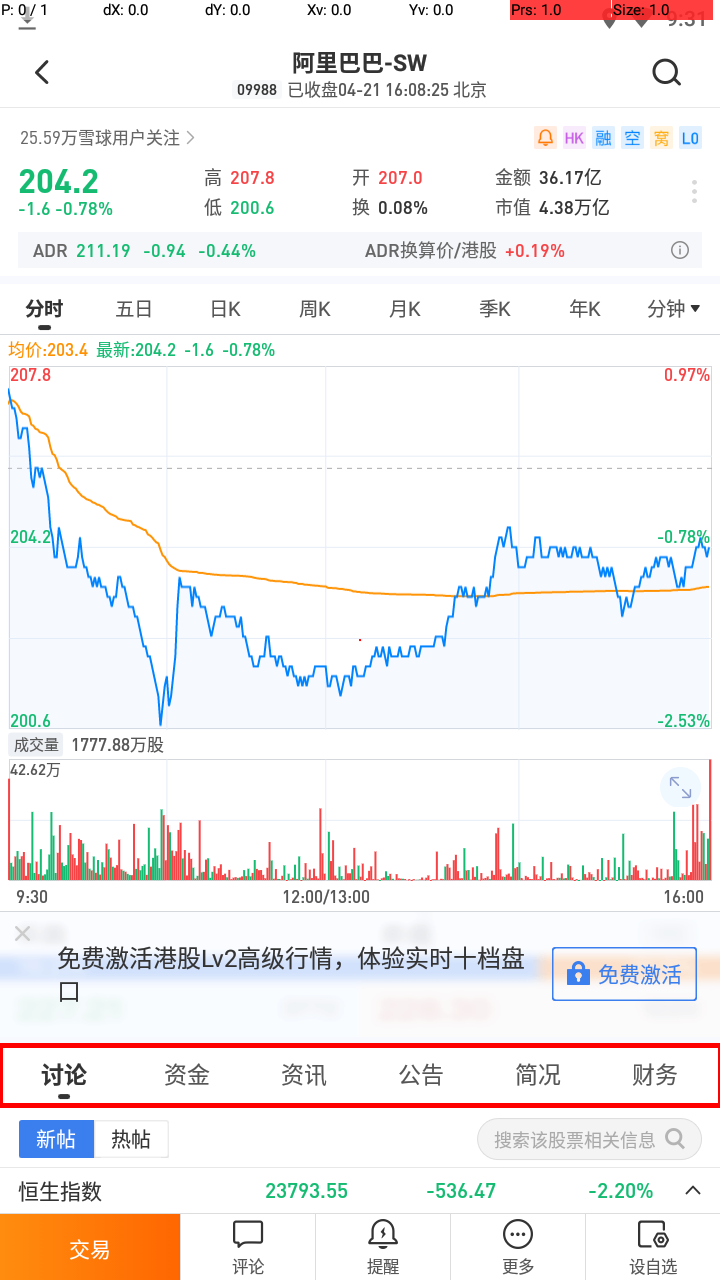 P: 0 / 1 dX: 0.0 dY: 0.0 Xv: 0.0 Yv: 0.0 Prs: 1.0 Size: 1.0
9:31
阿里巴巴-SW
09988 已收盘04-21 16:08:25 北京
25.59万雪球用户关注 HK 融 空 窝 L0
204.2 高 207.8 开 207.0 金额 36.17亿
-1.6 -0.78% 低 200.6 换 0.08% 市值 4.38万亿
ADR 211.19 -0.94 -0.44% ADR换算价/港股 +0.19%
分时 五日 日K 周K 月K 季K 年K 分钟
均价:203.4 最新:204.2 -1.6 -0.78%
207.8 0.97%
204.2 -0.78%
200.6 -2.53%
成交量 1777.88万股
42.62万
9:30 12:00/13:00 16:00
免费激活港股Lv2高级行情，体验实时十档盘
口
免费激活
讨论 资金 资讯 公告 简况 财务
新帖 热帖 搜索该股票相关信息
恒生指数 23793.55 -536.47 -2.20%
交易 评论 提醒 更多 设自选